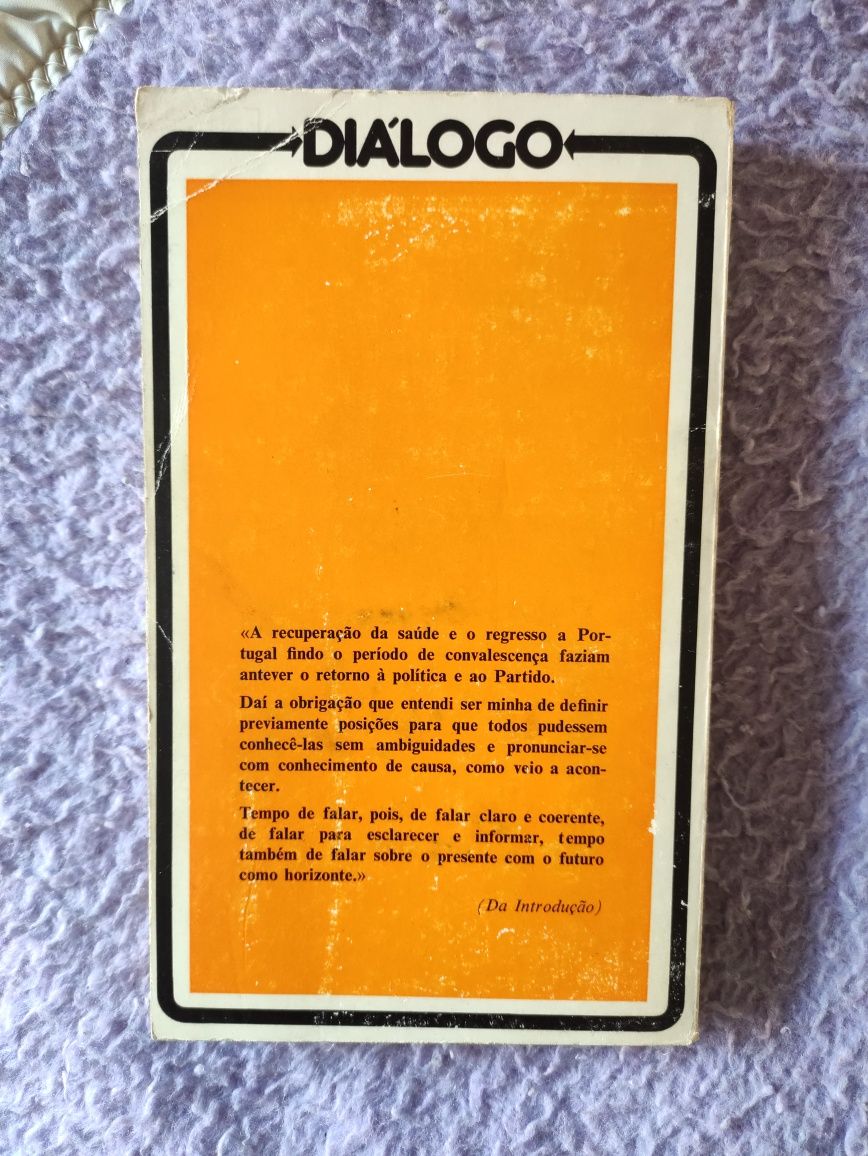 DIÁLOGO
«A recuperação da saúde e o regresso a Por-
tugal findo o período de convalescença faziam
antever o retorno à política e ao Partido.
Daí a obrigação que entendi ser minha de definir
previamente posições para que todos pudessem
conhecê-las sem ambiguidades e pronunciar-se
com conhecimento de causa, como veio a acon-
tecer.
Tempo de falar, pois, de falar claro e coerente,
de falar para esclarecer e informar, tempo
também de falar sobre o presente com o futuro
como horizonte.»
(Da Introdução)